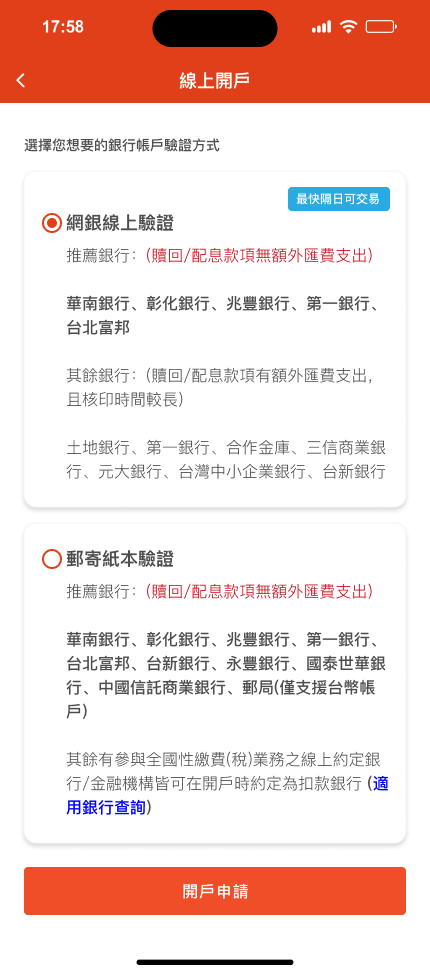 17:58
線上開戶
選擇您想要的銀行帳戶驗證方式
最快隔日可交易
網銀線上驗證
推薦銀行：(贖回/配息款項無額外匯費支出)
華南銀行、彰化銀行、兆豐銀行、第一銀行、
台北富邦
其餘銀行：(贖回/配息款項有額外匯費支出，
且核印時間較長)
土地銀行、第一銀行、合作金庫、三信商業銀
行、元大銀行、台灣中小企業銀行、台新銀行
郵寄紙本驗證
推薦銀行：(贖回/配息款項無額外匯費支出)
華南銀行、彰化銀行、兆豐銀行、第一銀行、
台北富邦、台新銀行、永豐銀行、國泰世華銀
行、中國信託商業銀行、郵局(僅支援台幣帳
戶)
其餘有參與全國性繳費(稅)業務之線上約定銀
行/金融機構皆可在開戶時約定為扣款銀行 (適
用銀行查詢)
開戶申請